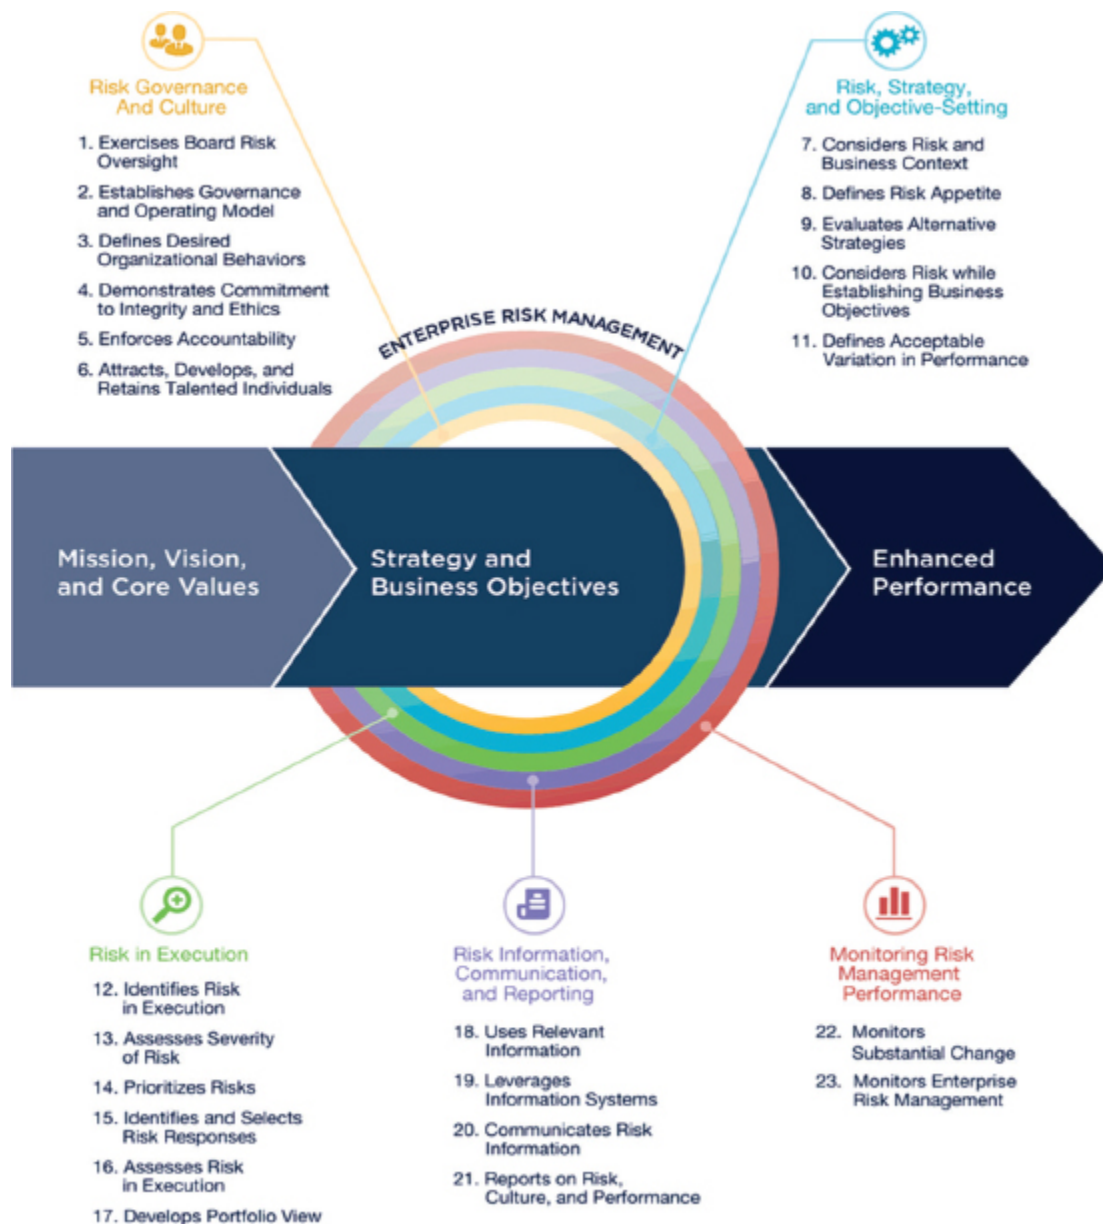 Risk Governance
And Culture
1. Exercises Board Risk
Oversight
2. Establishes Governance
and Operating Model
3. Defines Desired
Organizational Behaviors
4. Demonstrates Commitment
to Integrity and Ethics
5. Enforces Accountability
6. Attracts, Develops, and
Retains Talented Individuals
Risk, Strategy,
and Objective-Setting
7. Considers Risk and
Business Context
8. Defines Risk Appetite
9. Evaluates Alternative
Strategies
10. Considers Risk while
Establishing Business
Objectives
11. Defines Acceptable
Variation in Performance
ENTERPRISE RISK MANAGEMENT
Mission, Vision,
and Core Values
Strategy and
Business Objectives
Enhanced
Performance
Risk in Execution
12. Identifies Risk
in Execution
13. Assesses Severity
of Risk
14. Prioritizes Risks
15. Identifies and Selects
Risk Responses
16. Assesses Risk
in Execution
17. Develops Portfolio View
Risk Information,
Communication,
and Reporting
18. Uses Relevant
Information
19. Leverages
Information Systems
20. Communicates Risk
Information
21. Reports on Risk,
Culture, and Performance
Monitoring Risk
Management
Performance
22. Monitors
Substantial Change
23. Monitors Enterprise
Risk Management